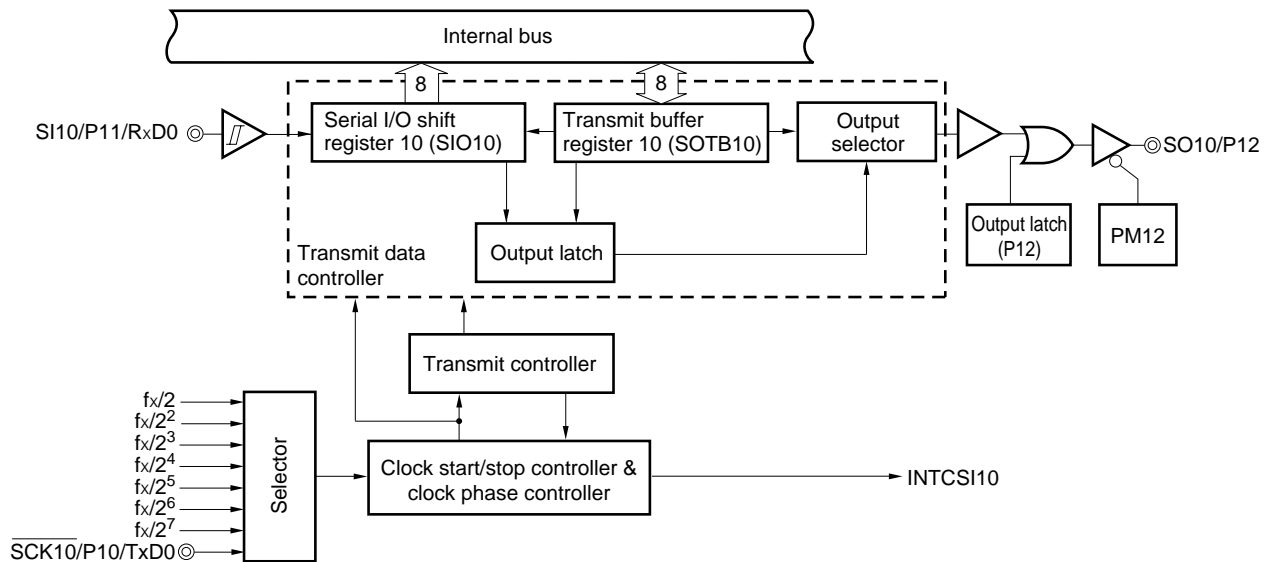 Internal bus
8
8
SI10/P11/RxD0
Serial I/O shift
register 10 (SIO10)
Transmit buffer
register 10 (SOTB10)
Output
selector
SO10/P12
Output latch
(P12)
PM12
Transmit data
controller
Output latch
Transmit controller
fX/2
fX/2²
fX/2³
fX/2⁴
fX/2⁵
fX/2⁶
fX/2⁷
SCK10/P10/TxD0
Selector
Clock start/stop controller &
clock phase controller
INTCSI10